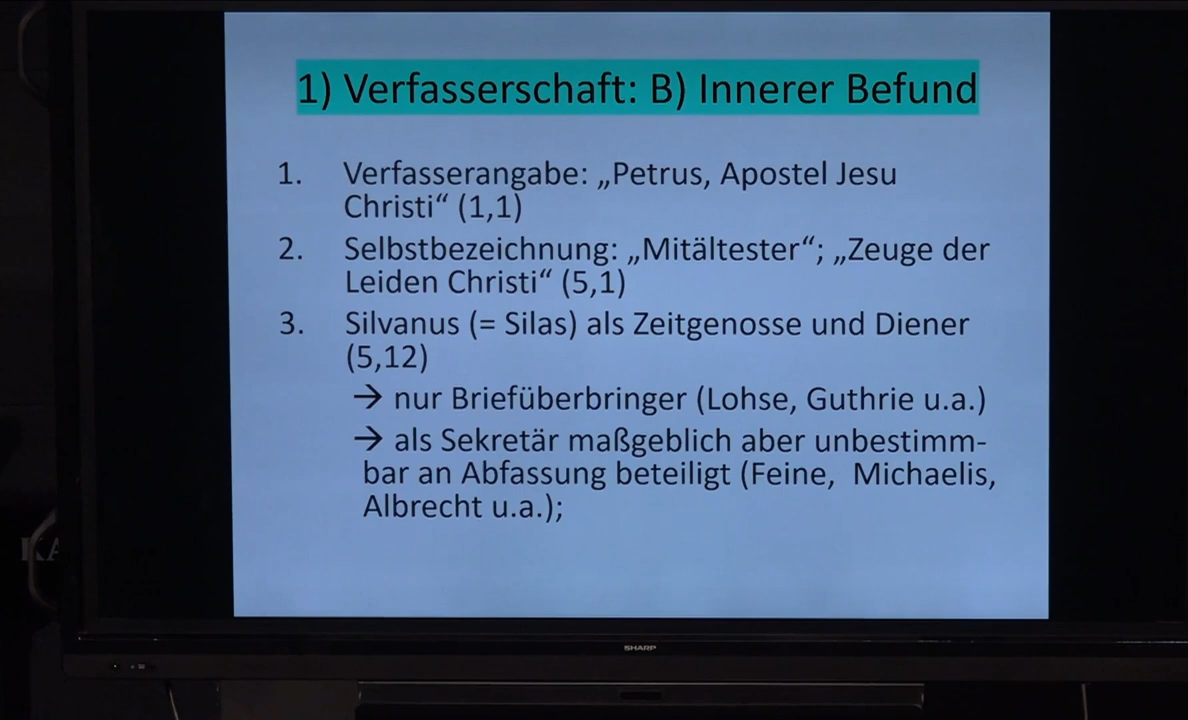 1) Verfasserschaft: B) Innerer Befund
1. Verfasserangabe: „Petrus, Apostel Jesu
Christi“ (1,1)
2. Selbstbezeichnung: „Mitältester“; „Zeuge der
Leiden Christi“ (5,1)
3. Silvanus (= Silas) als Zeitgenosse und Diener
(5,12)
→ nur Briefüberbringer (Lohse, Guthrie u.a.)
→ als Sekretär maßgeblich aber unbestimm-
bar an Abfassung beteiligt (Feine, Michaelis,
Albrecht u.a.);
KA
SHARP